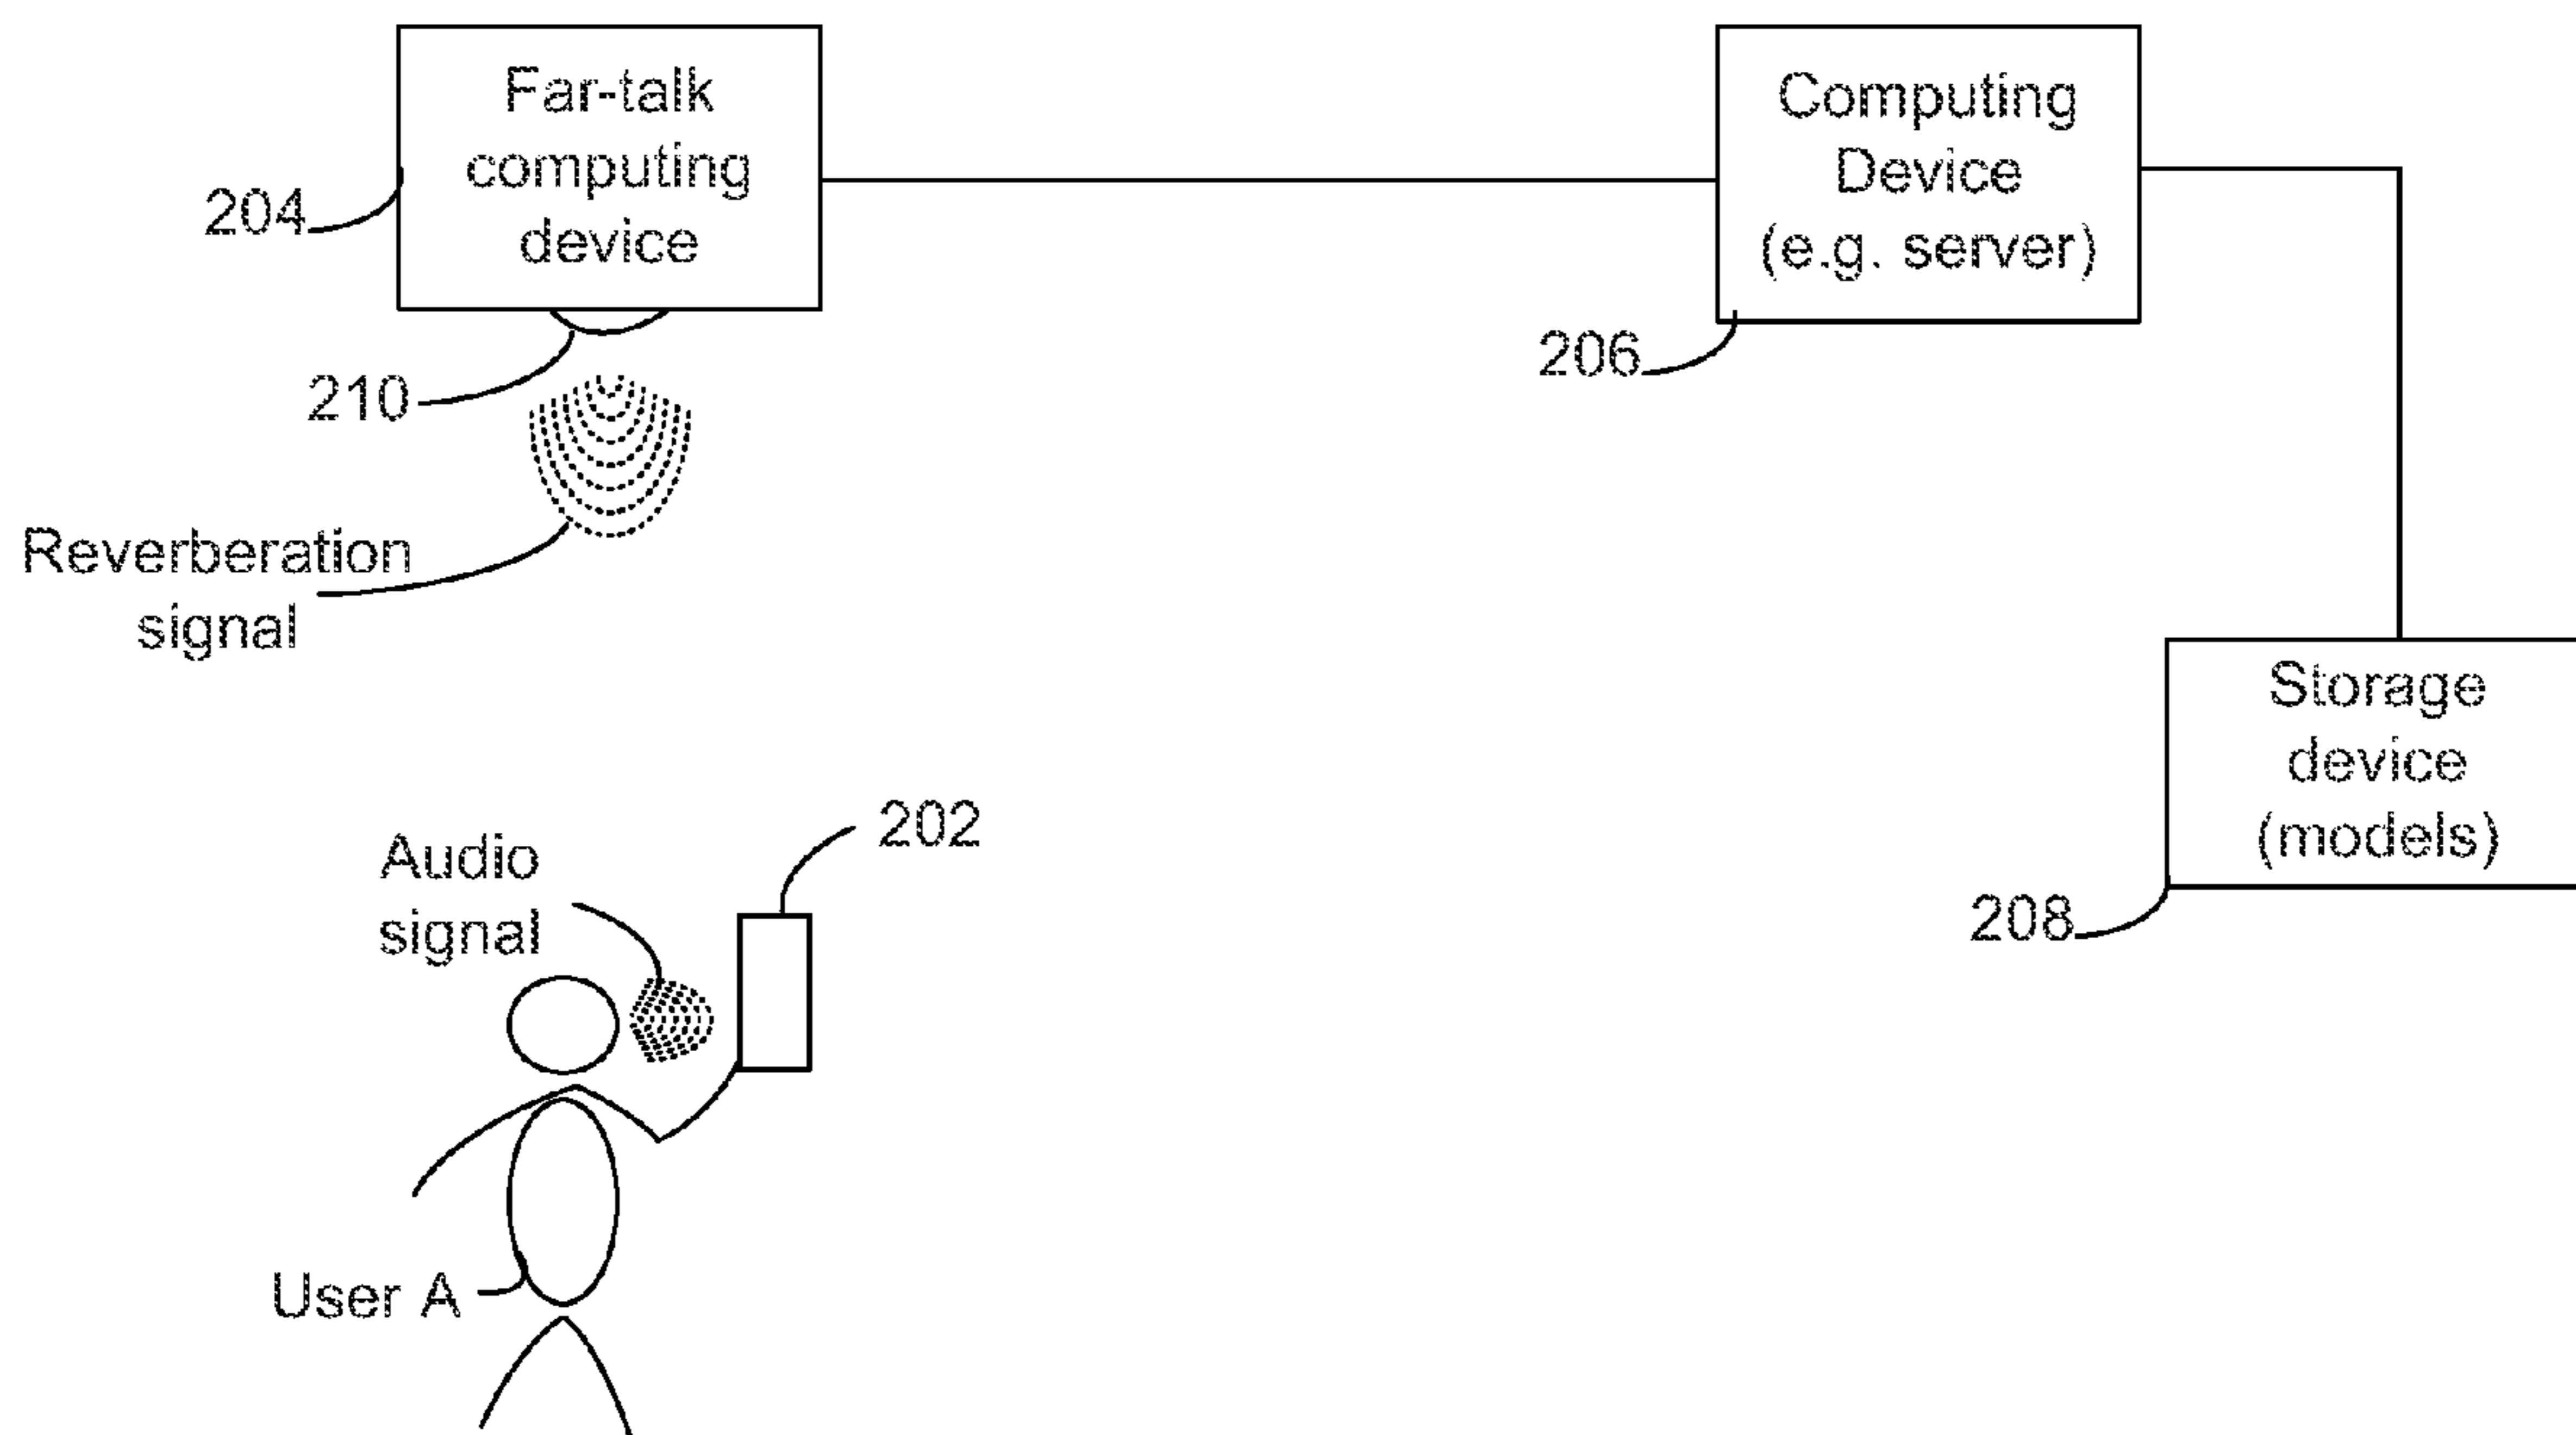 Far-talk
computing
device
204
210
Reverberation
signal
Computing
Device
(e.g. server)
206
Storage
device
(models)
208
Audio
signal
202
User A